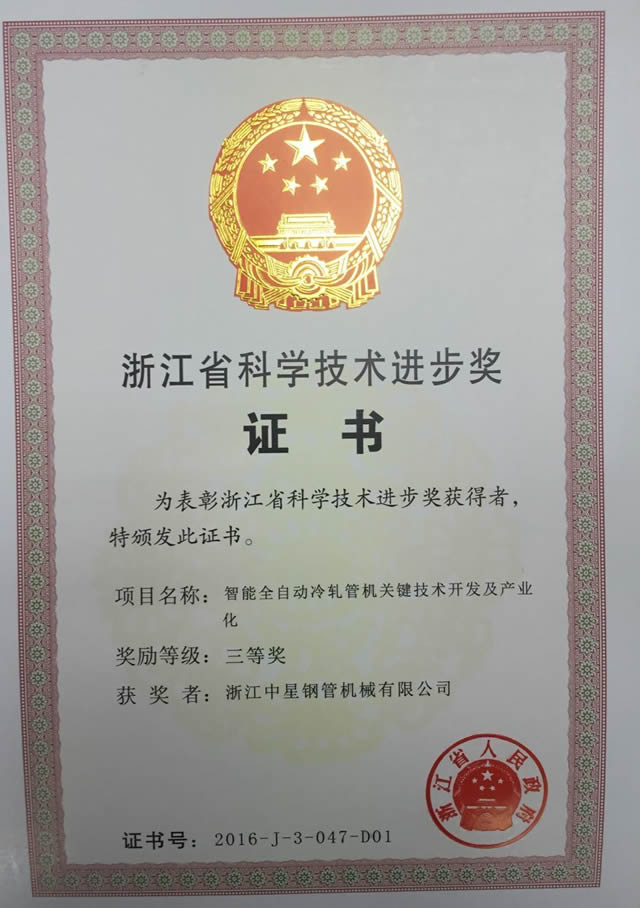 浙江省科学技术进步奖
证 书
为表彰浙江省科学技术进步奖获得者，
特颁发此证书。
项目名称：智能全自动冷轧管机关键技术开发及产业
化
奖励等级：三等奖
获 奖 者：浙江中星钢管机械有限公司
浙江省人民政府
证书号：2016-J-3-047-D01